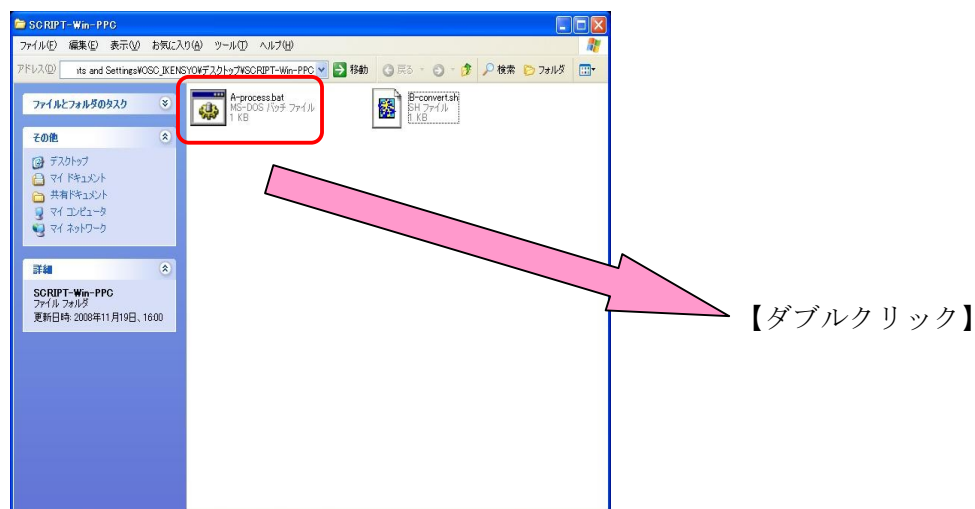 SCRIPT-Win-PPC
ファイル(F) 編集(E) 表示(V) お気に入り(A) ツール(T) ヘルプ(H)
アドレス(D) its and Settings¥OSC_IKENSYO¥デスクトップ¥SCRIPT-Win-PPC 移動 戻る 検索 フォルダ
ファイルとフォルダのタスク
その他
デスクトップ
マイ ドキュメント
共有ドキュメント
マイ コンピュータ
マイ ネットワーク
詳細
SCRIPT-Win-PPC
ファイル フォルダ
更新日時: 2008年11月19日、16:00
A-process.bat
MS-DOS バッチ ファイル
1 KB
B-convert.sh
SH ファイル
1 KB
【ダブルクリック】